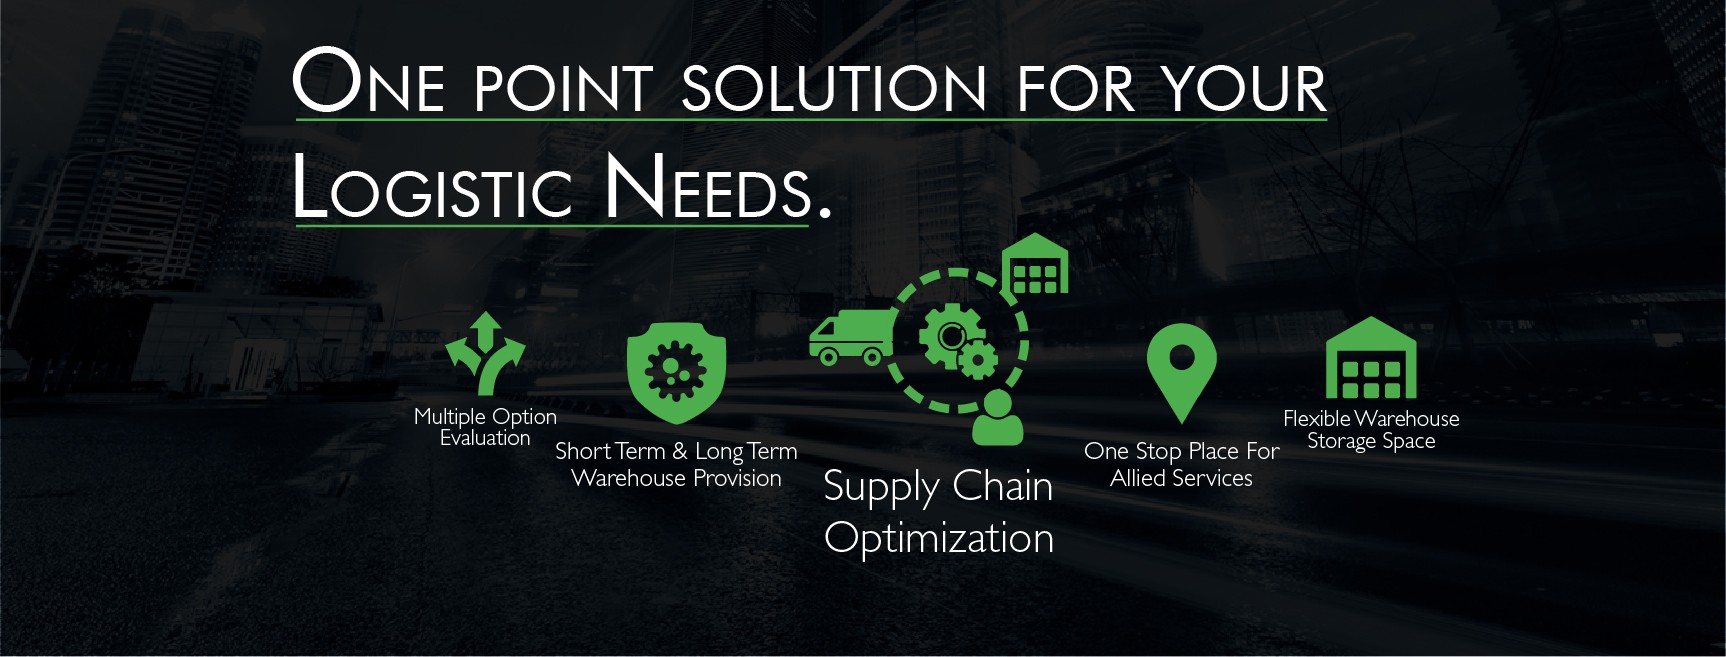 One point solution for your
Logistic Needs.
Multiple Option
Evaluation
Short Term & Long Term
Warehouse Provision
Supply Chain
Optimization
One Stop Place For
Allied Services
Flexible Warehouse
Storage Space